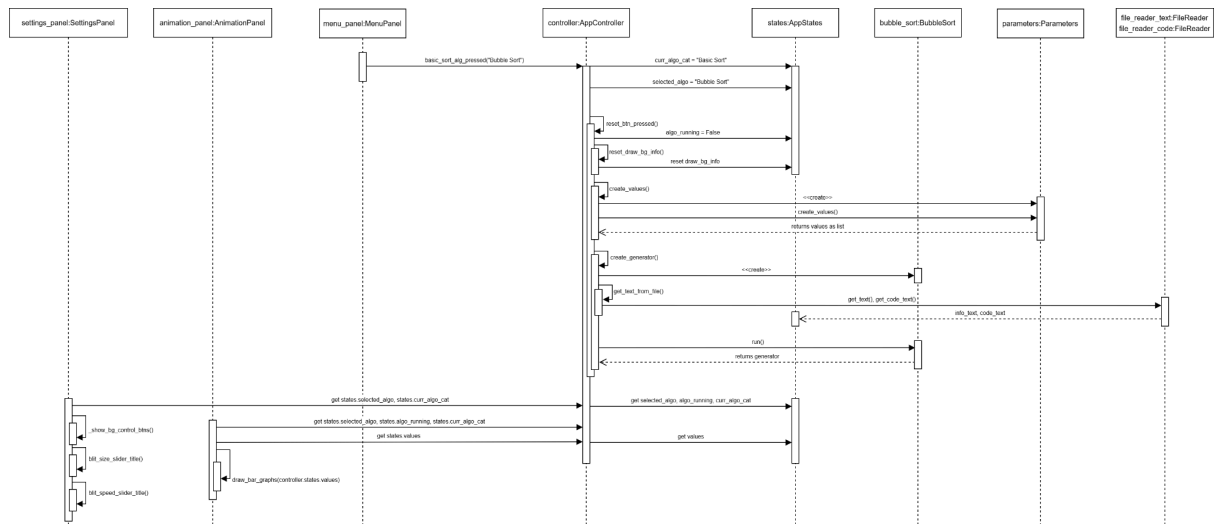 settings_panel:SettingsPanel
animation_panel:AnimationPanel
menu_panel:MenuPanel
controller:AppController
states:AppStates
bubble_sort:BubbleSort
parameters:Parameters
file_reader_text:FileReader
file_reader_code:FileReader
basic_sort_alg_pressed("Bubble Sort")
curr_algo_cat = "Basic Sort"
selected_algo = "Bubble Sort"
reset_btn_pressed()
algo_running = False
reset_draw_bg_info()
reset draw_bg_info
create_values()
<<create>>
create_values()
returns values as list
create_generator()
<<create>>
get_text_from_file()
get_text(), get_code_text()
info_text, code_text
run()
returns generator
get states.selected_algo, states.curr_algo_cat
get selected_algo, algo_running, curr_algo_cat
get states.selected_algo, states.algo_running, states.curr_algo_cat
_show_bg_control_btns()
get states.values
get values
blit_size_slider_title()
draw_bar_graphs(controller.states.values)
blit_speed_slider_title()